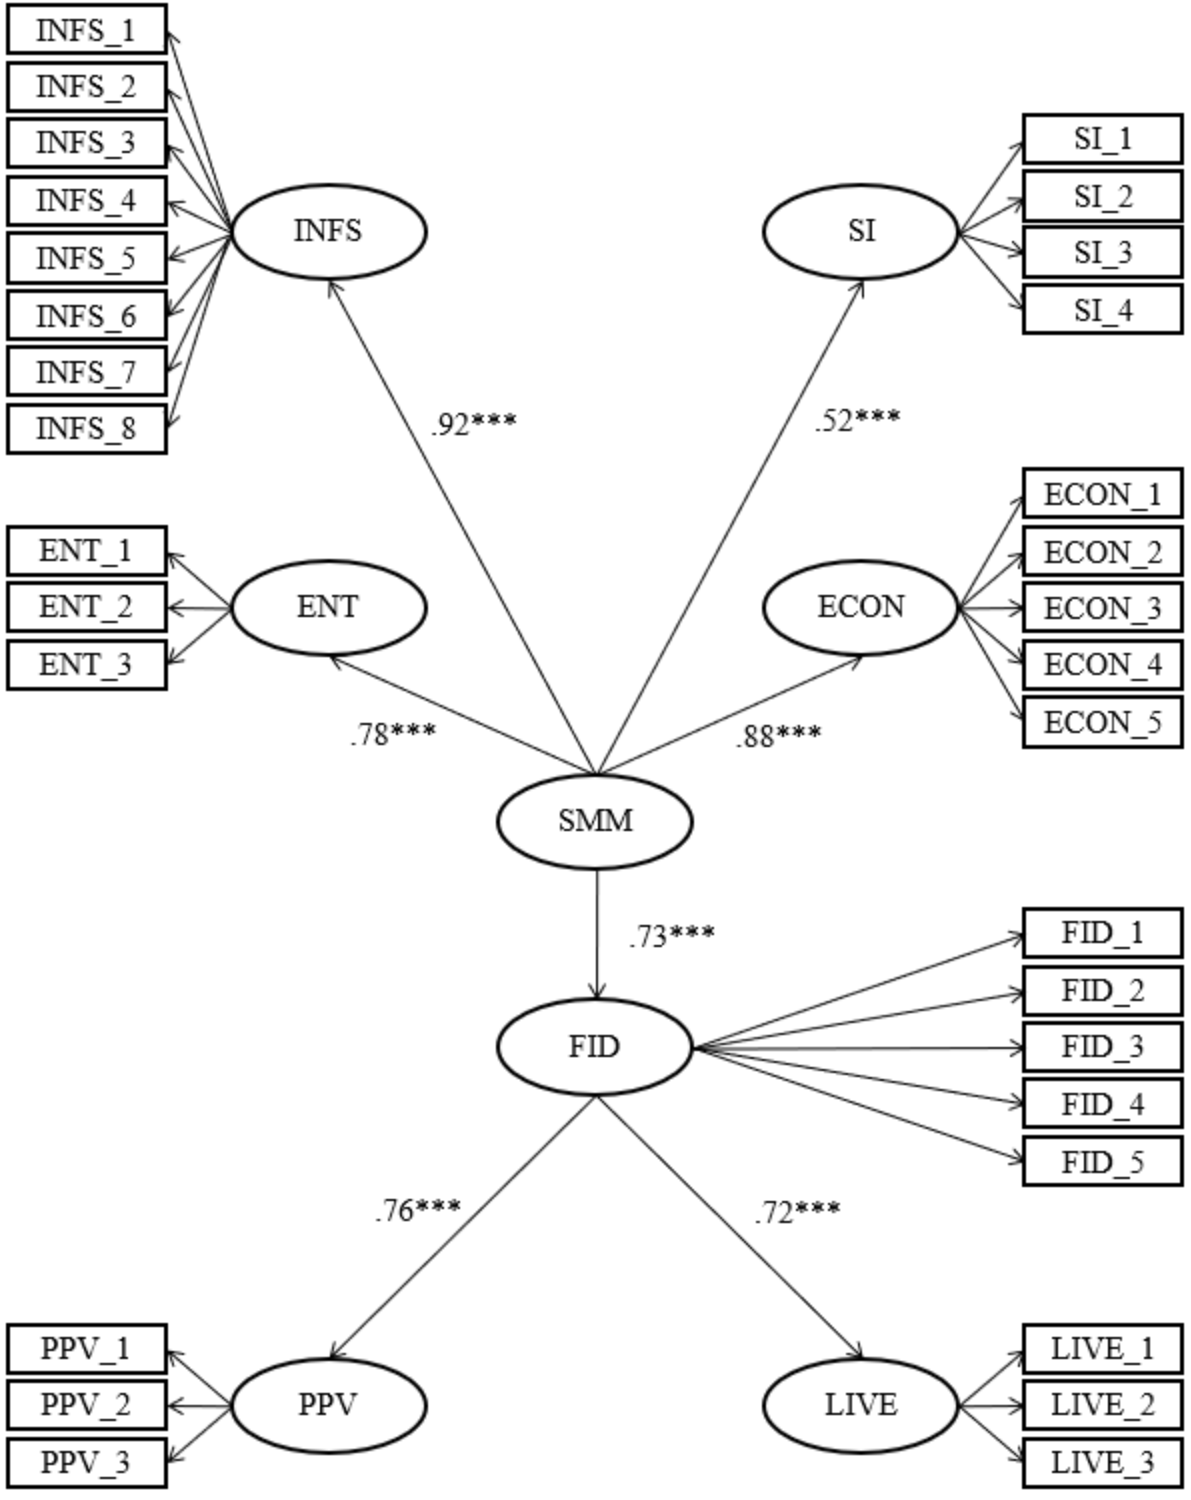 INFS_1
INFS_2
INFS_3
INFS_4
INFS_5
INFS_6
INFS_7
INFS_8
INFS
SI
SI_1
SI_2
SI_3
SI_4
.92***
.52***
ENT_1
ENT_2
ENT_3
ENT
ECON
ECON_1
ECON_2
ECON_3
ECON_4
ECON_5
.78***
.88***
SMM
.73***
FID
FID_1
FID_2
FID_3
FID_4
FID_5
.76***
.72***
PPV_1
PPV_2
PPV_3
PPV
LIVE
LIVE_1
LIVE_2
LIVE_3